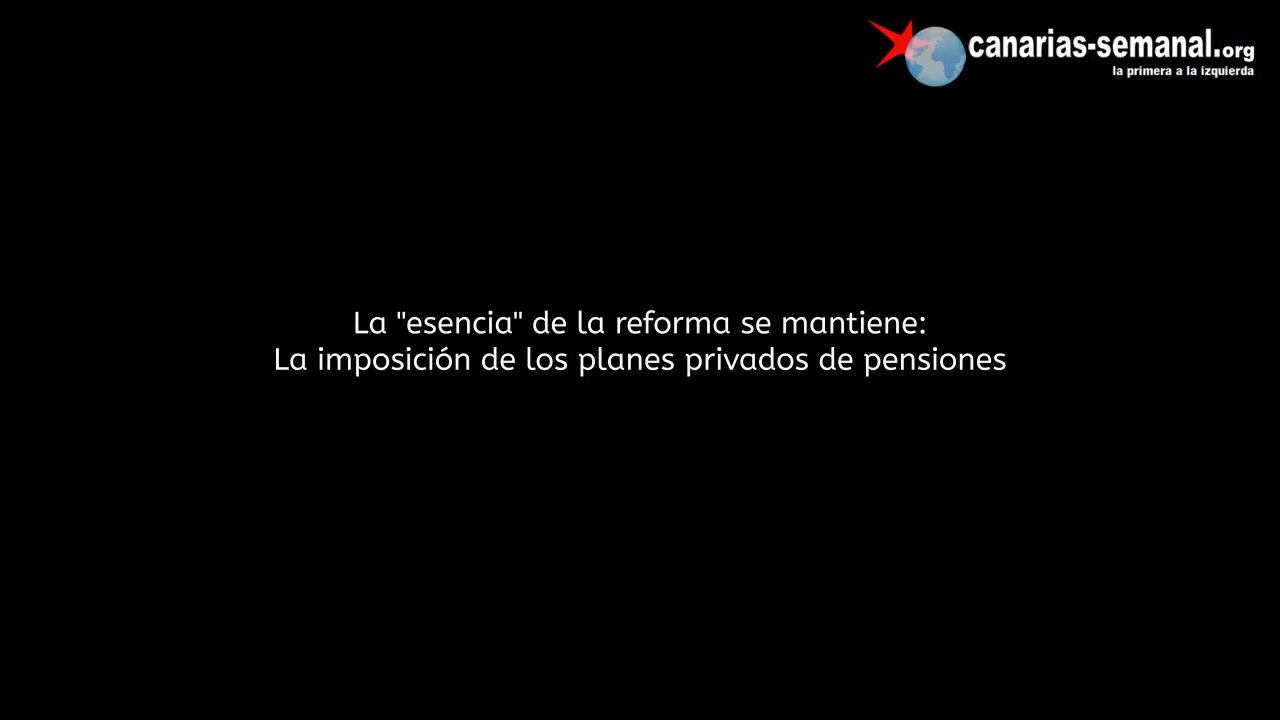 canarias-semanal.org
la primera a la izquierda
La "esencia" de la reforma se mantiene:
La imposición de los planes privados de pensiones